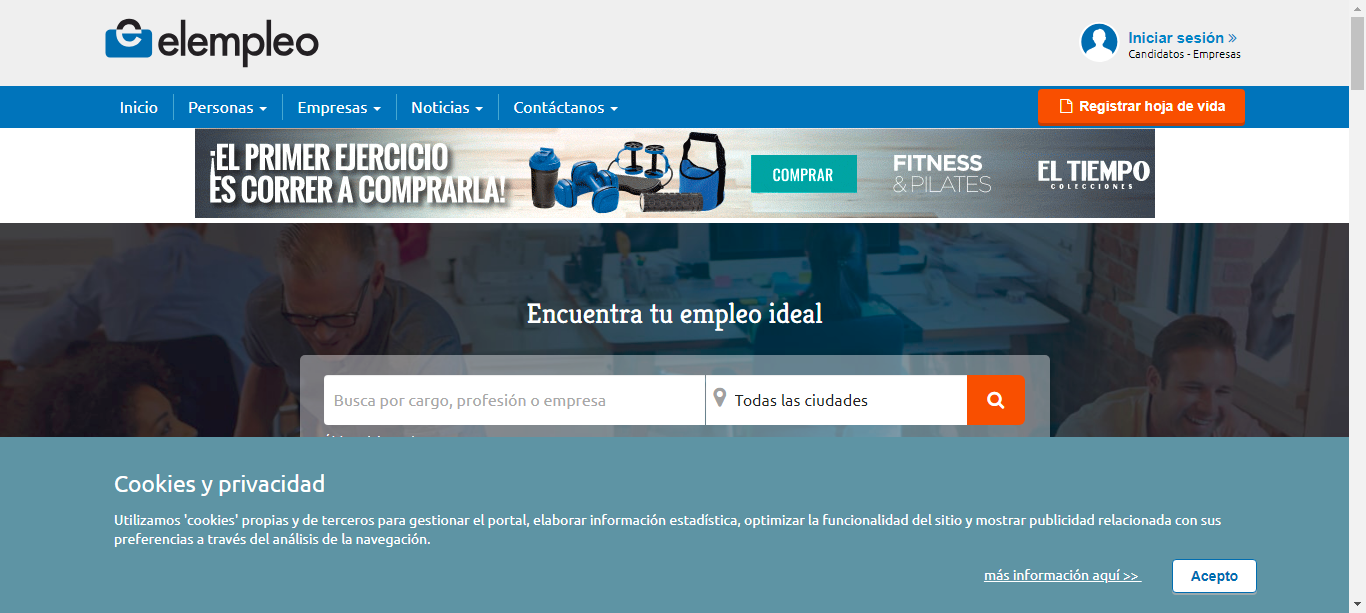 elempleo
Iniciar sesión »
Candidatos - Empresas
Inicio
Personas
Empresas
Noticias
Contáctanos
Registrar hoja de vida
¡EL PRIMER EJERCICIO
ES CORRER A COMPRARLA!
COMPRAR
FITNESS
& PILATES
EL TIEMPO
COLECCIONES
Encuentra tu empleo ideal
Busca por cargo, profesión o empresa
Todas las ciudades
Cookies y privacidad
Utilizamos 'cookies' propias y de terceros para gestionar el portal, elaborar información estadística, optimizar la funcionalidad del sitio y mostrar publicidad relacionada con sus
preferencias a través del análisis de la navegación.
más información aquí >>
Acepto